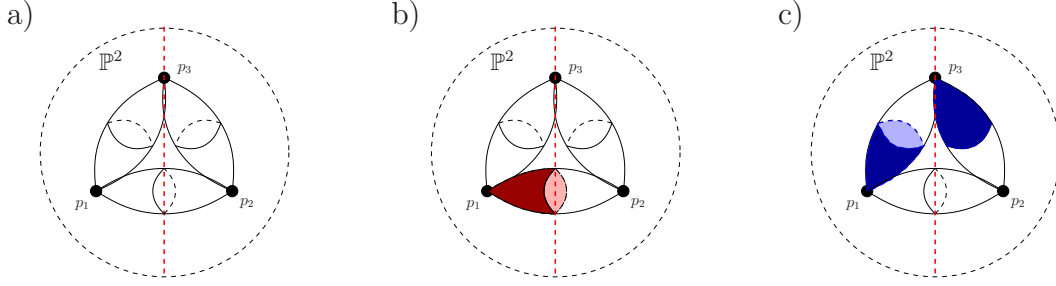 a)
ℙ²
p₃
p₁
p₂
b)
ℙ²
p₃
p₁
p₂
c)
ℙ²
p₃
p₁
p₂